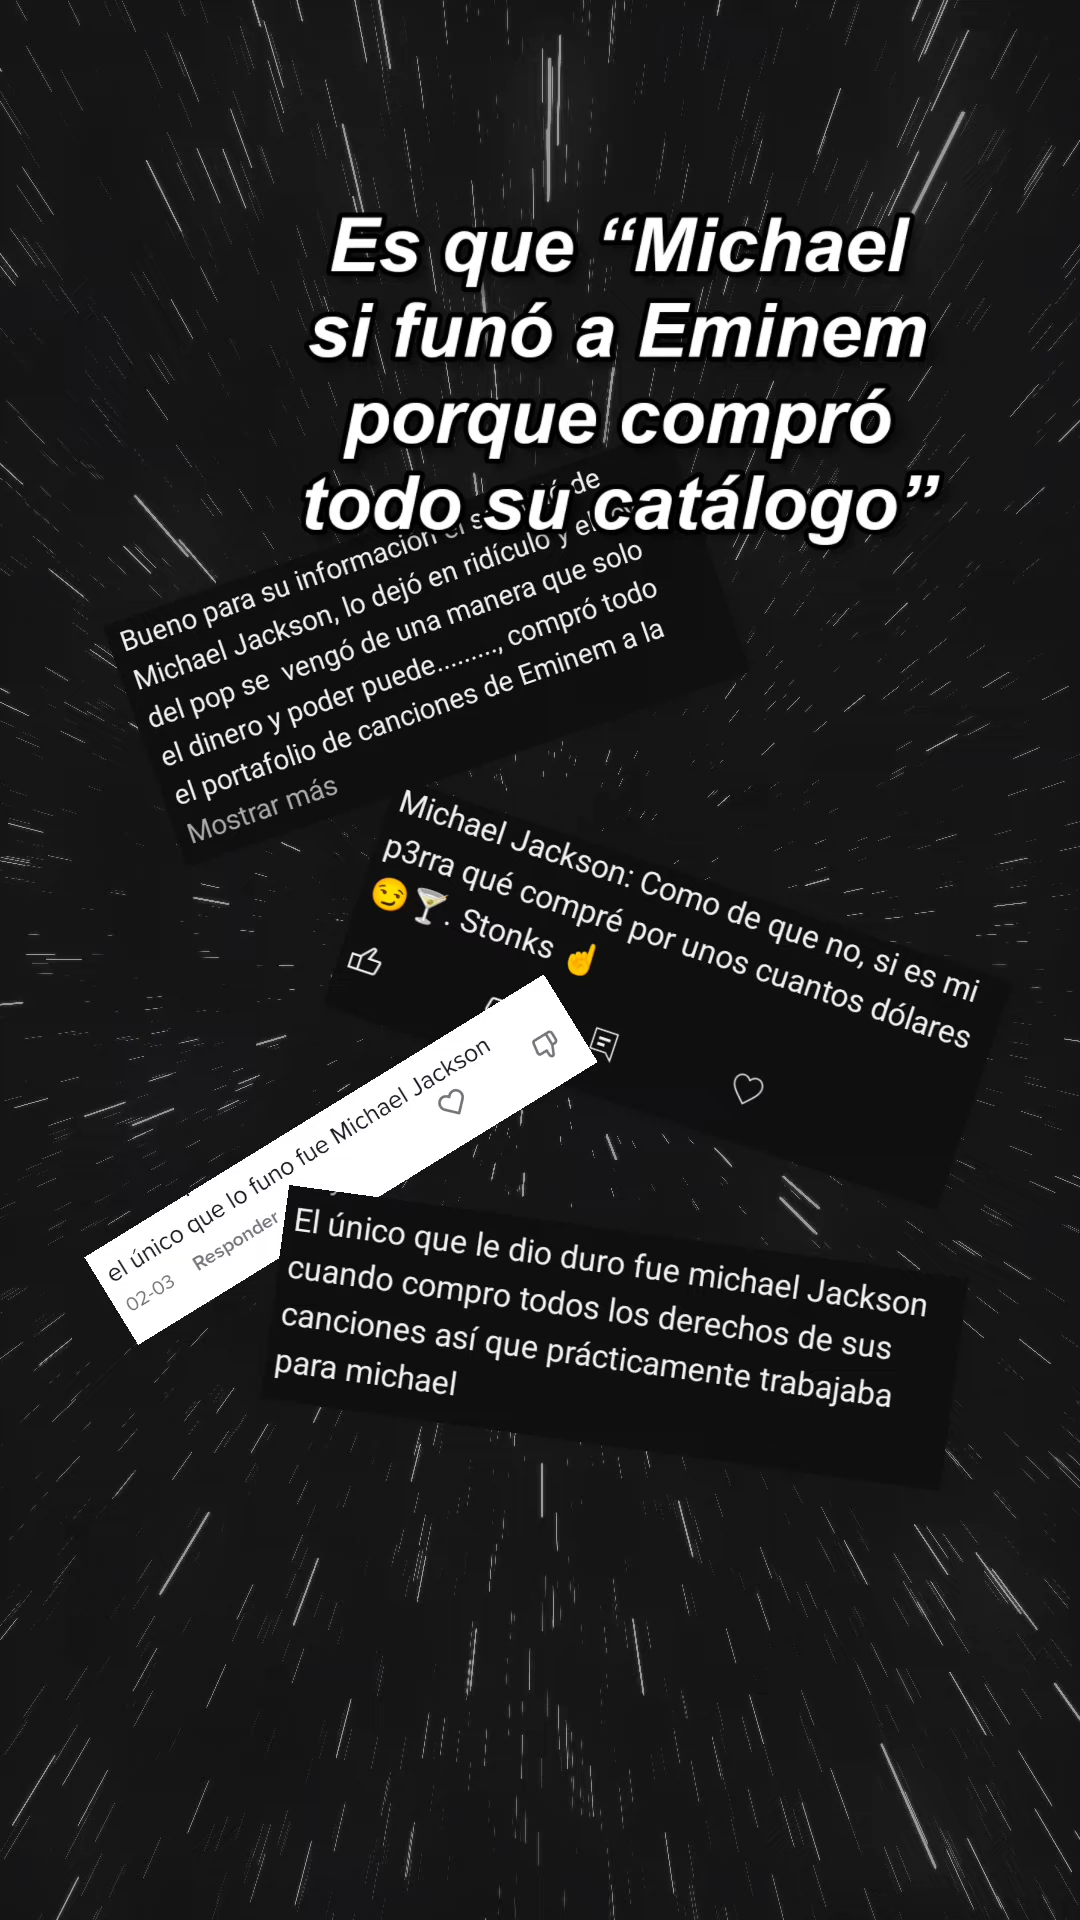 Es que “Michael
si funó a Eminem
porque compró
todo su catálogo”
de
Bueno para su información el
Michael Jackson, lo dejó en ridículo y el
del pop se vengó de una manera que solo
el dinero y poder puede........., compró todo
el portafolio de canciones de Eminem a la
Mostrar más
Michael Jackson: Como de que no, si es mi
p3rra qué compré por unos cuantos dólares
😏🍸. Stonks ☝️
el único que lo funo fue Michael Jackson
02-03 Responder
El único que le dio duro fue michael Jackson
cuando compro todos los derechos de sus
canciones así que prácticamente trabajaba
para michael